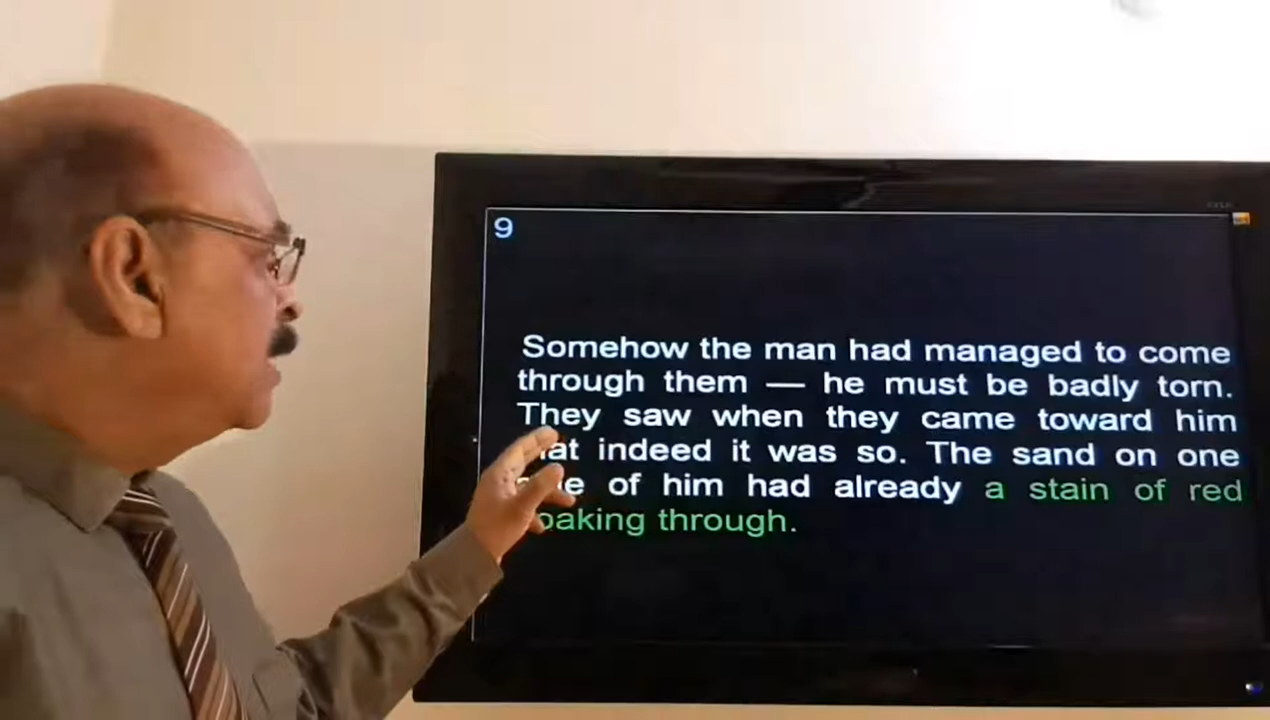 9
Somehow the man had managed to come
through them — he must be badly torn.
They saw when they came toward him
indeed it was so. The sand on one
of him had already a stain of red
through.